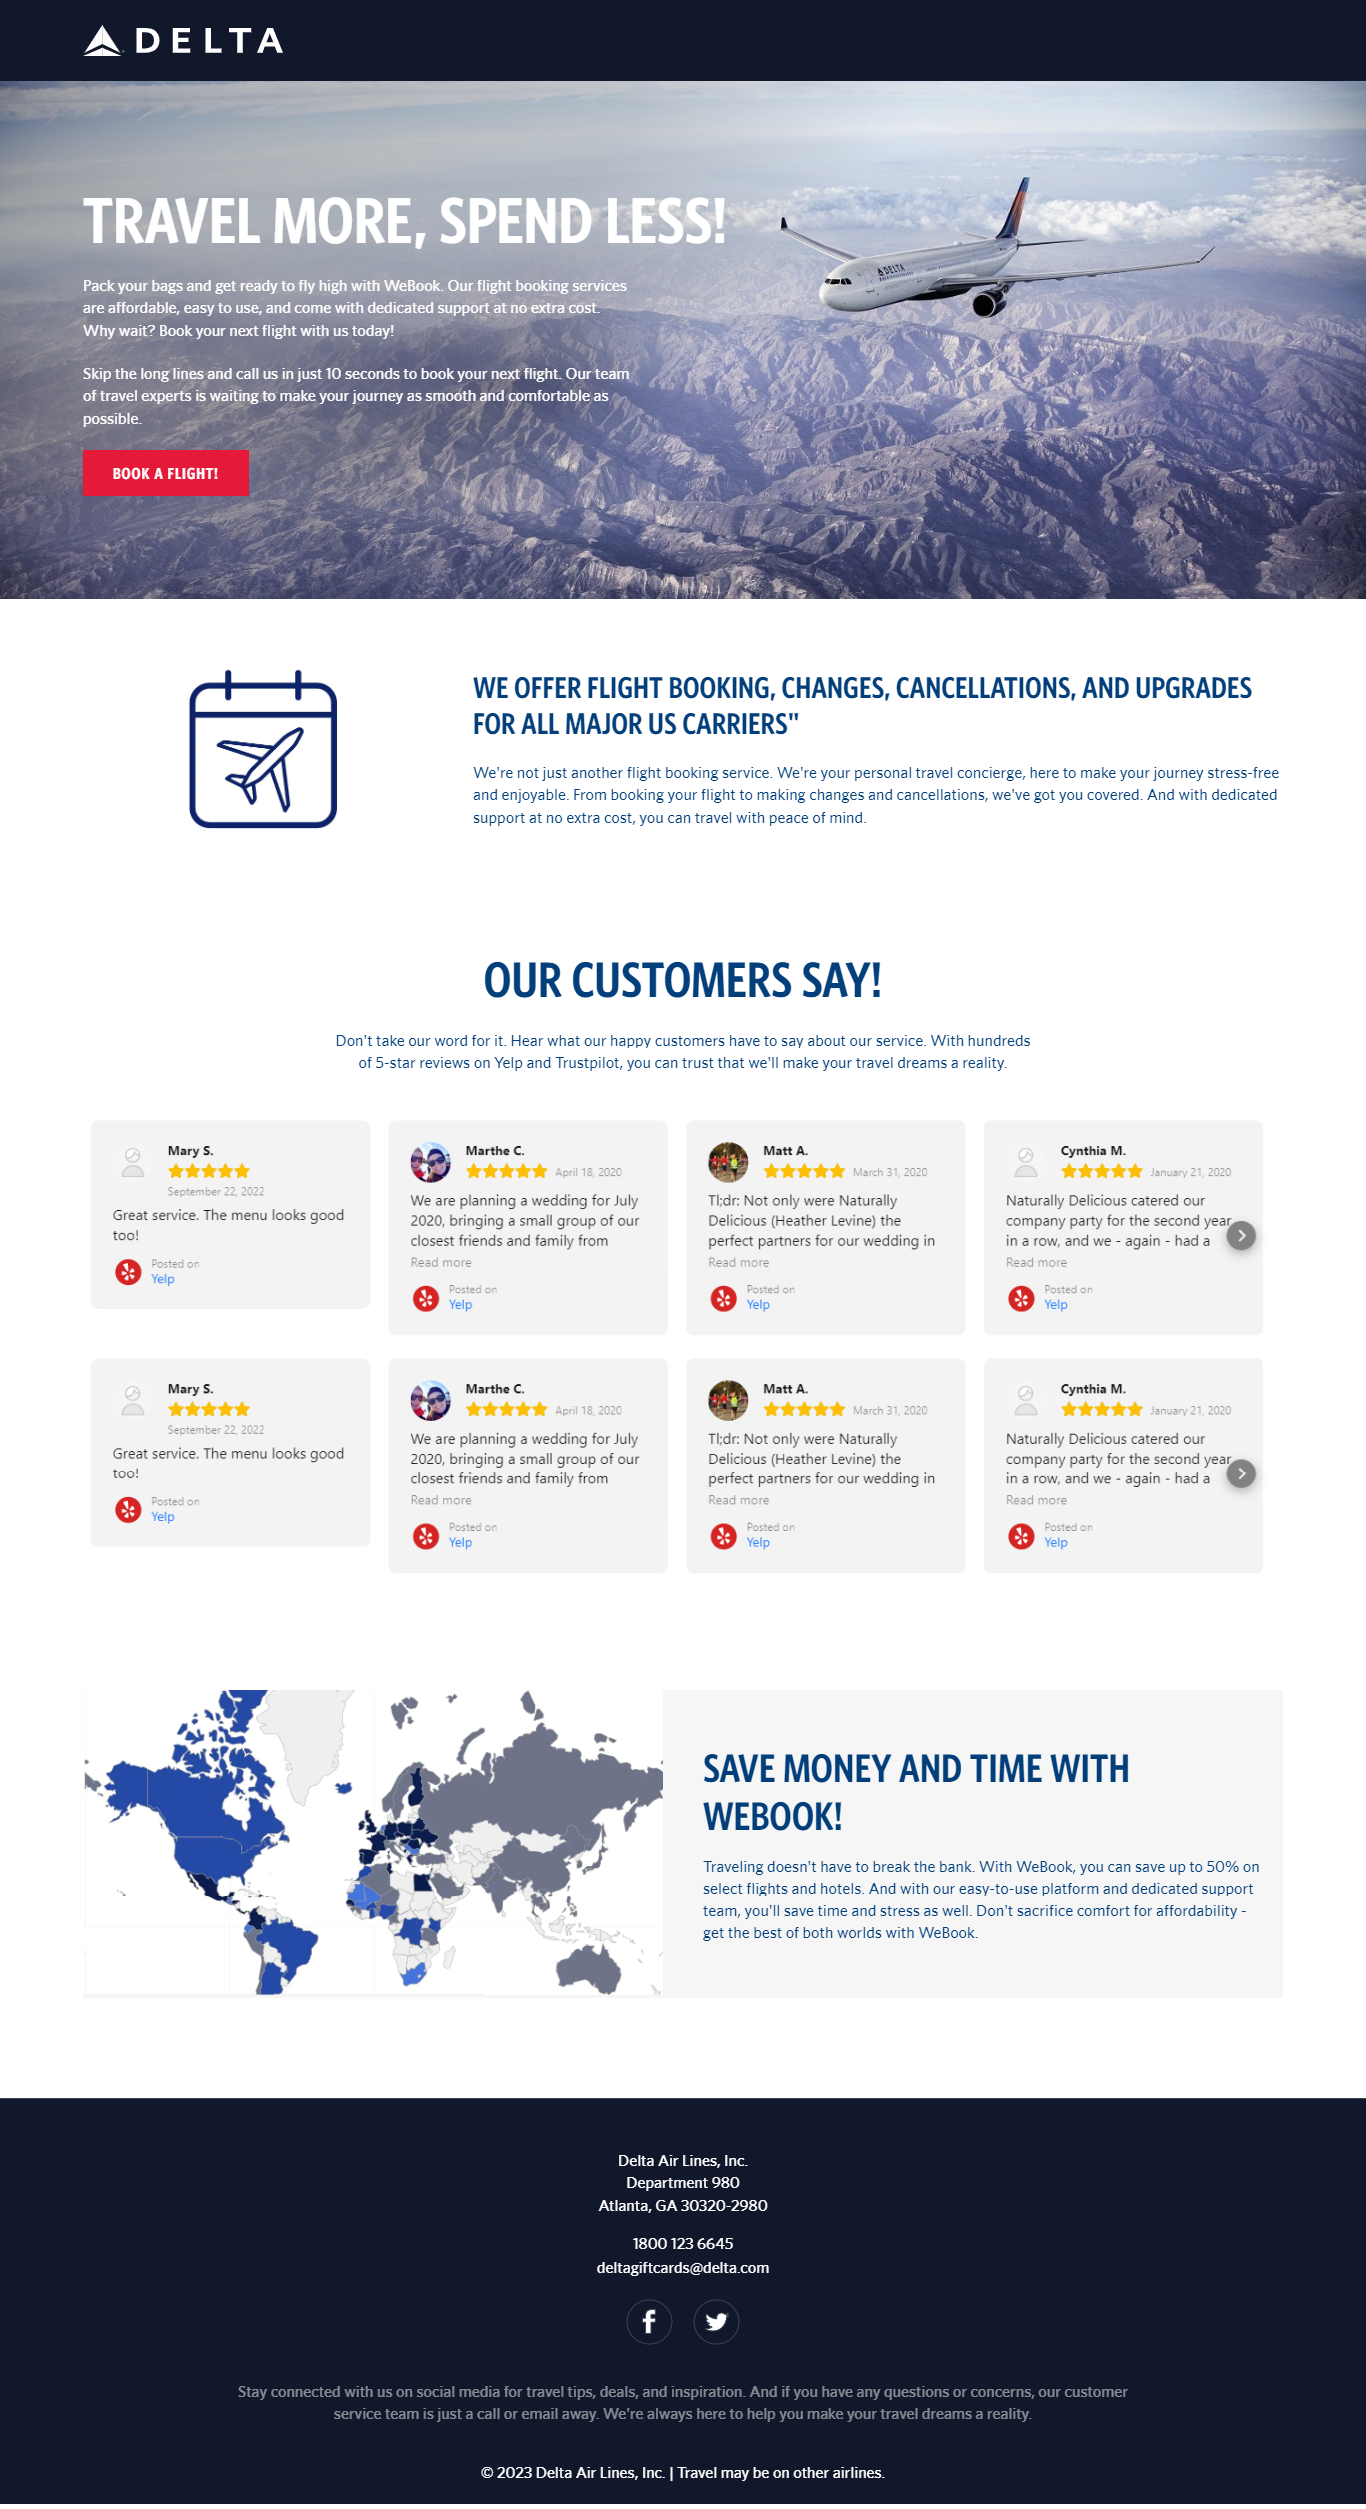 DELTA
TRAVEL MORE, SPEND LESS!
DELTA
Pack your bags and get ready to fly high with WeBook. Our flight booking services
are affordable, easy to use, and come with dedicated support at no extra cost.
Why wait? Book your next flight with us today!
Skip the long lines and call us in just 10 seconds to book your next flight. Our team
of travel experts is waiting to make your journey as smooth and comfortable as
possible.
BOOK A FLIGHT!
WE OFFER FLIGHT BOOKING, CHANGES, CANCELLATIONS, AND UPGRADES
FOR ALL MAJOR US CARRIERS"
We're not just another flight booking service. We're your personal travel concierge, here to make your journey stress-free
and enjoyable. From booking your flight to making changes and cancellations, we've got you covered. And with dedicated
support at no extra cost, you can travel with peace of mind.
OUR CUSTOMERS SAY!
Don't take our word for it. Hear what our happy customers have to say about our service. With hundreds
of 5-star reviews on Yelp and Trustpilot, you can trust that we'll make your travel dreams a reality.
Mary S.
September 22, 2022
Great service. The menu looks good
too!
Posted on
Yelp
Marthe C.
April 18, 2020
We are planning a wedding for July
2020, bringing a small group of our
closest friends and family from
Read more
Posted on
Yelp
Matt A.
March 31, 2020
Tl;dr: Not only were Naturally
Delicious (Heather Levine) the
perfect partners for our wedding in
Read more
Posted on
Yelp
Cynthia M.
January 21, 2020
Naturally Delicious catered our
company party for the second year
in a row, and we - again - had a
Read more
Posted on
Yelp
Mary S.
September 22, 2022
Great service. The menu looks good
too!
Posted on
Yelp
Marthe C.
April 18, 2020
We are planning a wedding for July
2020, bringing a small group of our
closest friends and family from
Read more
Posted on
Yelp
Matt A.
March 31, 2020
Tl;dr: Not only were Naturally
Delicious (Heather Levine) the
perfect partners for our wedding in
Read more
Posted on
Yelp
Cynthia M.
January 21, 2020
Naturally Delicious catered our
company party for the second year
in a row, and we - again - had a
Read more
Posted on
Yelp
SAVE MONEY AND TIME WITH
WEBOOK!
Traveling doesn't have to break the bank. With WeBook, you can save up to 50% on
select flights and hotels. And with our easy-to-use platform and dedicated support
team, you'll save time and stress as well. Don't sacrifice comfort for affordability -
get the best of both worlds with WeBook.
Delta Air Lines, Inc.
Department 980
Atlanta, GA 30320-2980
1800 123 6645
deltagiftcards@delta.com
Stay connected with us on social media for travel tips, deals, and inspiration. And if you have any questions or concerns, our customer
service team is just a call or email away. We're always here to help you make your travel dreams a reality.
© 2023 Delta Air Lines, Inc. | Travel may be on other airlines.